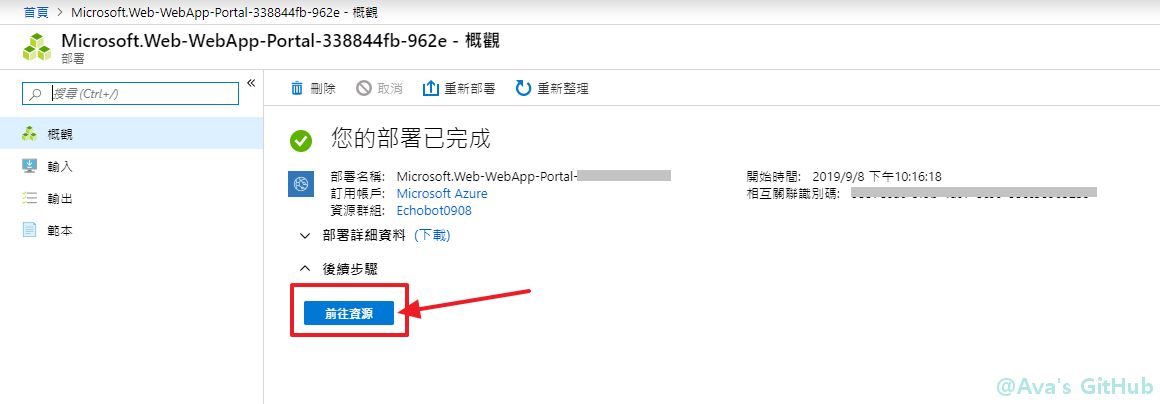 首頁 > Microsoft.Web-WebApp-Portal-338844fb-962e - 概觀
Microsoft.Web-WebApp-Portal-338844fb-962e - 概觀
部署
搜尋 (Ctrl+/)
«
概觀
輸入
輸出
範本
刪除 取消 重新部署 重新整理
您的部署已完成
部署名稱: Microsoft.Web-WebApp-Portal-
訂用帳戶: Microsoft Azure
資源群組: Echobot0908
開始時間: 2019/9/8 下午10:16:18
相互關聯識別碼:
部署詳細資料 (下載)
後續步驟
前往資源
@Ava's GitHub